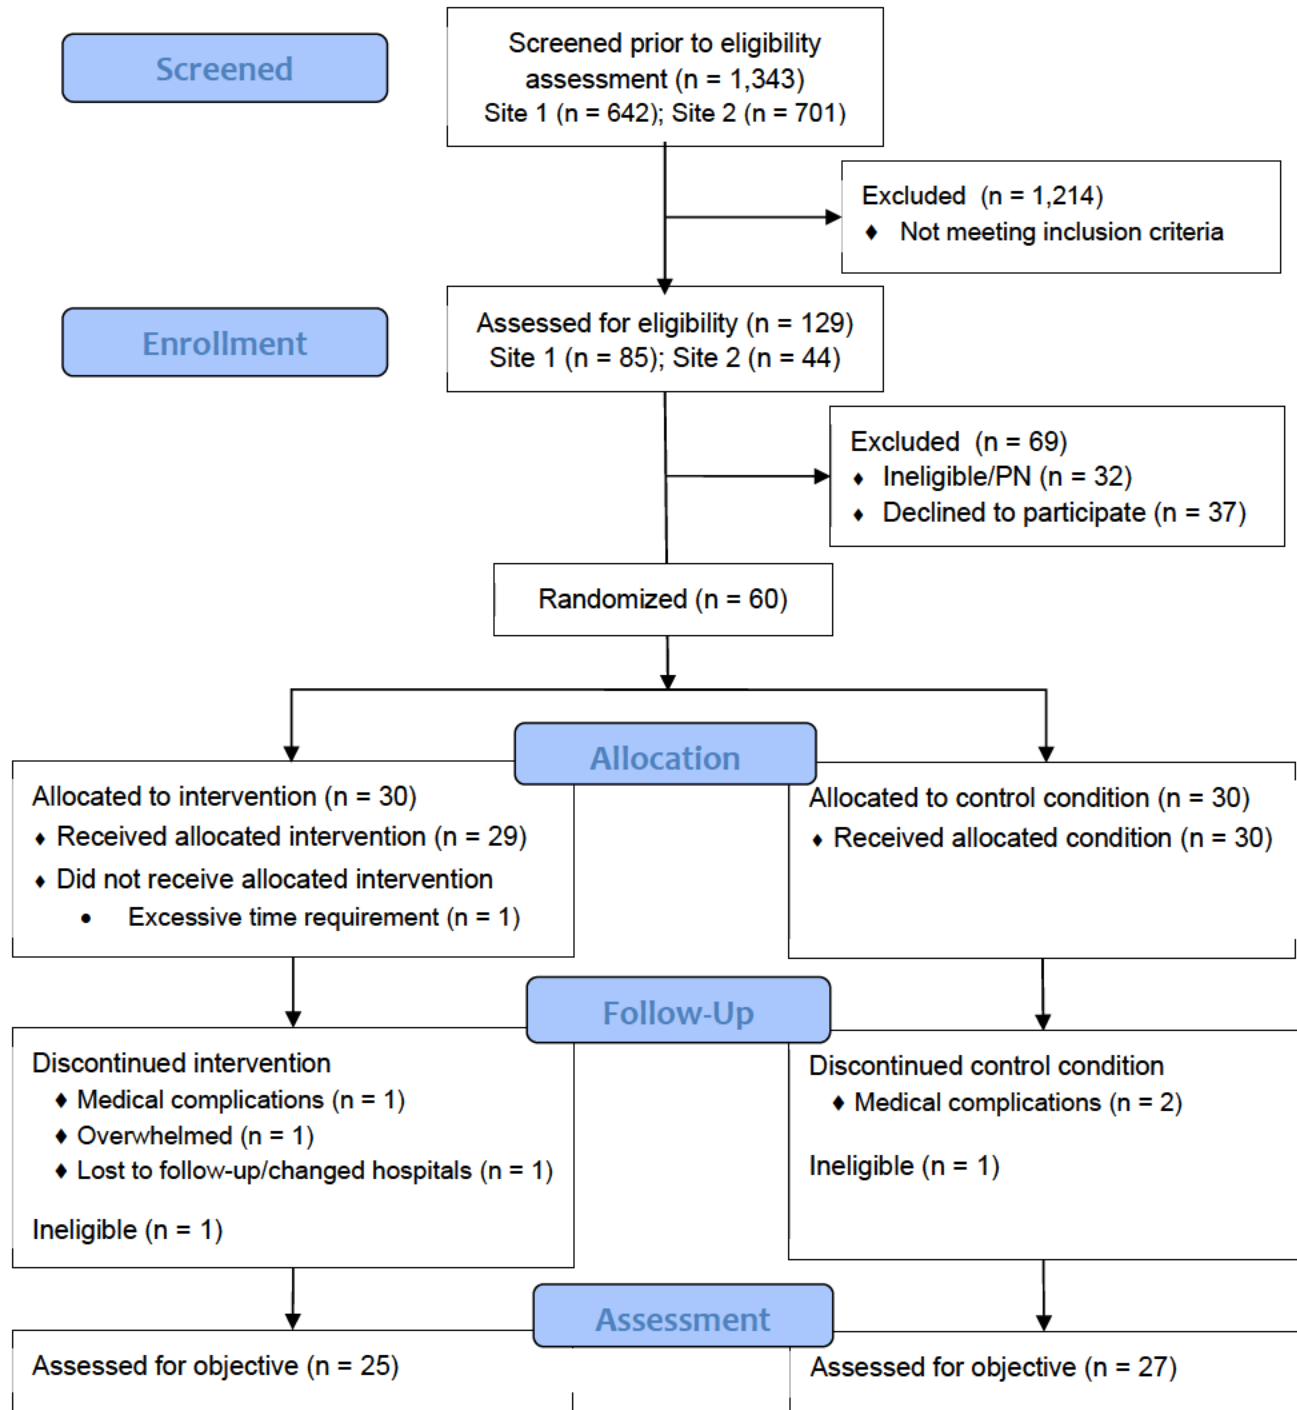 Screened
Screened prior to eligibility
assessment (n = 1,343)
Site 1 (n = 642); Site 2 (n = 701)
Excluded (n = 1,214)
♦ Not meeting inclusion criteria
Enrollment
Assessed for eligibility (n = 129)
Site 1 (n = 85); Site 2 (n = 44)
Excluded (n = 69)
♦ Ineligible/PN (n = 32)
♦ Declined to participate (n = 37)
Randomized (n = 60)
Allocation
Allocated to intervention (n = 30)
♦ Received allocated intervention (n = 29)
♦ Did not receive allocated intervention
• Excessive time requirement (n = 1)
Allocated to control condition (n = 30)
♦ Received allocated condition (n = 30)
Follow-Up
Discontinued intervention
♦ Medical complications (n = 1)
♦ Overwhelmed (n = 1)
♦ Lost to follow-up/changed hospitals (n = 1)
Ineligible (n = 1)
Discontinued control condition
♦ Medical complications (n = 2)
Ineligible (n = 1)
Assessment
Assessed for objective (n = 25)
Assessed for objective (n = 27)